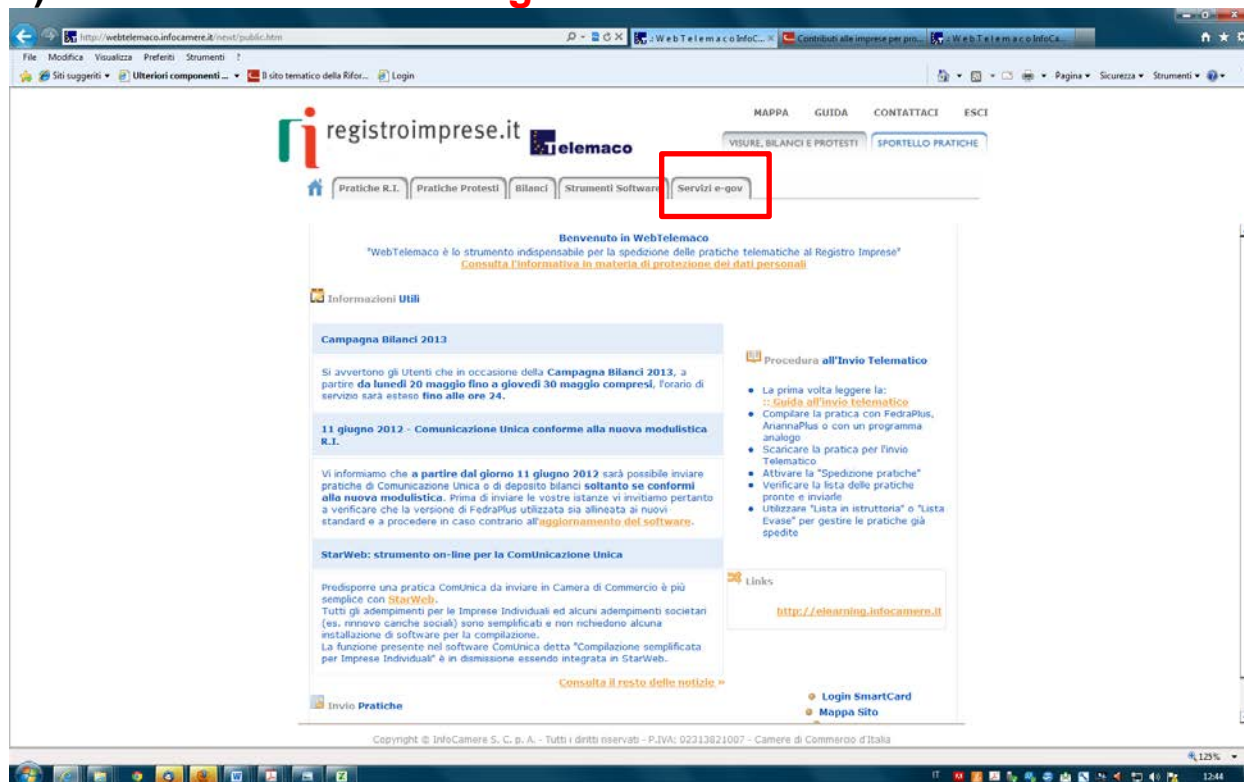 http://webtelemaco.infocamere.it/newt/public.htm
WebTelemaco InfoC...
Contributi alle imprese per pro...
WebTelemaco InfoCa...
File Modifica Visualizza Preferiti Strumenti ?
Siti suggeriti Ulteriori componenti ... Il sito tematico della Rifor... Login
Pagina Sicurezza Strumenti
MAPPA GUIDA CONTATTACI ESCI
registroimprese.it
Telemaco
VISURE, BILANCI E PROTESTI SPORTELLO PRATICHE
Pratiche R.I. Pratiche Protesti Bilanci Strumenti Software Servizi e-gov
Benvenuto in WebTelemaco
"WebTelemaco è lo strumento indispensabile per la spedizione delle pratiche telematiche al Registro Imprese"
Consulta l'informativa in materia di protezione dei dati personali
Informazioni Utili
Campagna Bilanci 2013
Si avvertono gli Utenti che in occasione della Campagna Bilanci 2013, a
partire da lunedì 20 maggio fino a giovedì 30 maggio compresi, l'orario di
servizio sarà esteso fino alle ore 24.
11 giugno 2012 - Comunicazione Unica conforme alla nuova modulistica
R.I.
Vi informiamo che a partire dal giorno 11 giugno 2012 sarà possibile inviare
pratiche di Comunicazione Unica o di deposito bilanci soltanto se conformi
alla nuova modulistica. Prima di inviare le vostre istanze vi invitiamo pertanto
a verificare che la versione di FedraPlus utilizzata sia allineata ai nuovi
standard e a procedere in caso contrario all'aggiornamento del software.
StarWeb: strumento on-line per la ComUnicazione Unica
Predisporre una pratica ComUnica da inviare in Camera di Commercio è più
semplice con StarWeb.
Tutti gli adempimenti per le Imprese Individuali ed alcuni adempimenti societari
(es. rinnovo cariche sociali) sono semplificati e non richiedono alcuna
installazione di software per la compilazione.
La funzione presente nel software ComUnica detta "Compilazione semplificata
per Imprese Individuali" è in dismissione essendo integrata in StarWeb.
Consulta il resto delle notizie »
Invio Pratiche
Procedura all'Invio Telematico
La prima volta leggere la:
:: Guida all'invio telematico
Compilare la pratica con FedraPlus,
AriannaPlus o con un programma
analogo
Scaricare la pratica per l'invio
Telematico
Attivare la "Spedizione pratiche"
Verificare la lista delle pratiche
pronte e inviarle
Utilizzare "Lista in istruttoria" o "Lista
Evase" per gestire le pratiche già
spedite
Links
http://elearning.infocamere.it
Login SmartCard
Mappa Sito
Copyright © InfoCamere S. C. p. A. - Tutti i diritti riservati - P.IVA: 02313821007 - Camere di Commercio d'Italia
125%
IT 12:44